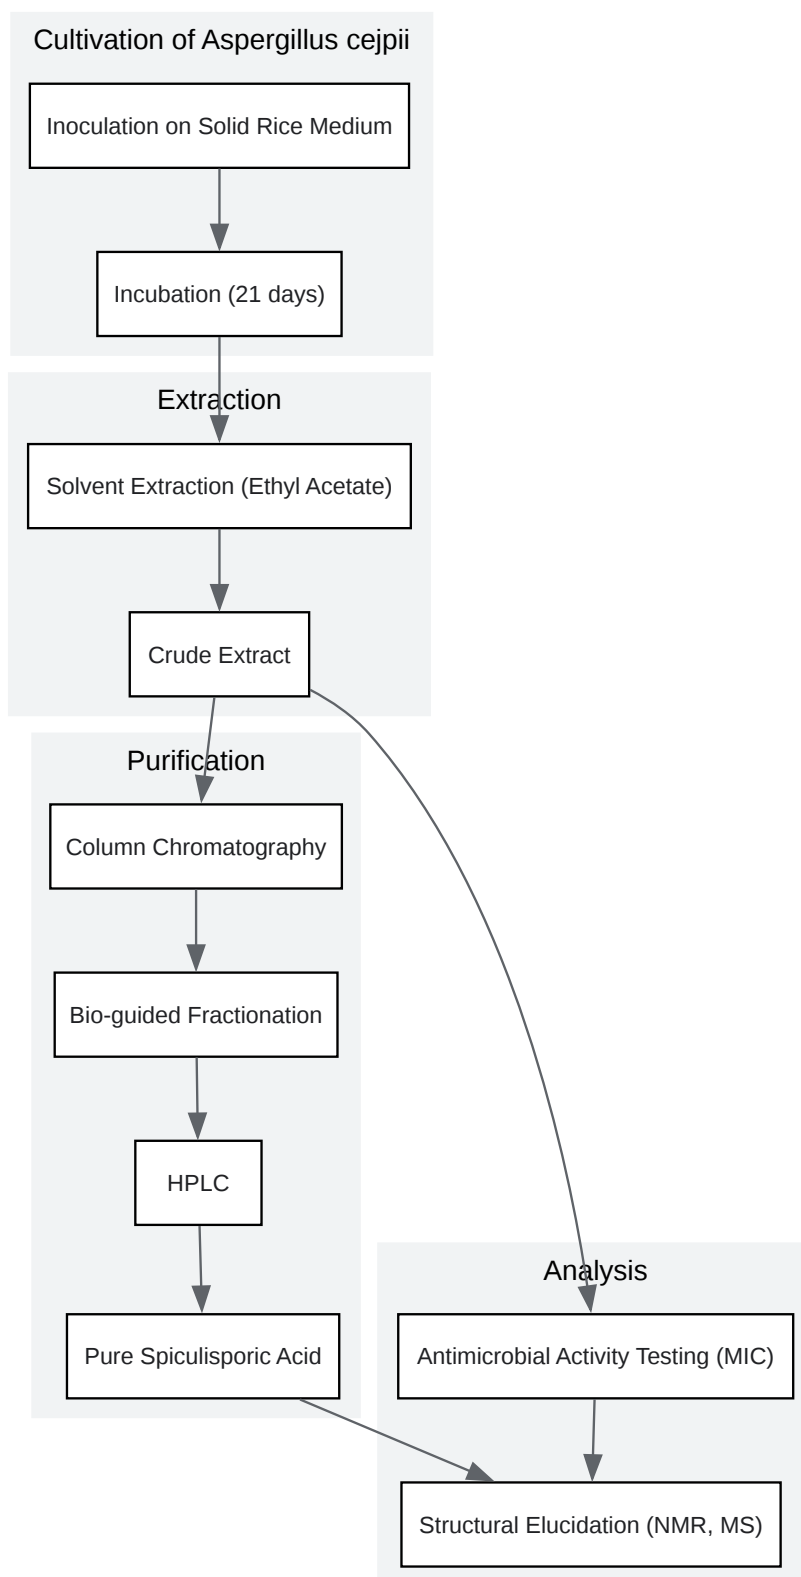 Cultivation of Aspergillus cejpii
Inoculation on Solid Rice Medium
Incubation (21 days)
Extraction
Solvent Extraction (Ethyl Acetate)
Crude Extract
Purification
Column Chromatography
Bio-guided Fractionation
HPLC
Pure Spiculisporic Acid
Analysis
Antimicrobial Activity Testing (MIC)
Structural Elucidation (NMR, MS)